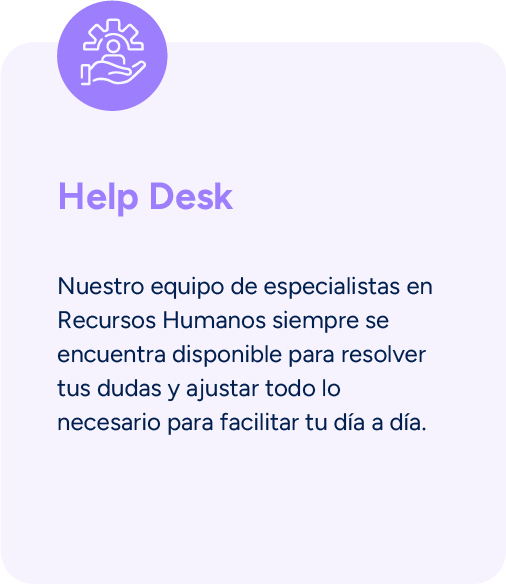 Help Desk
Nuestro equipo de especialistas en
Recursos Humanos siempre se
encuentra disponible para resolver
tus dudas y ajustar todo lo
necesario para facilitar tu día a día.